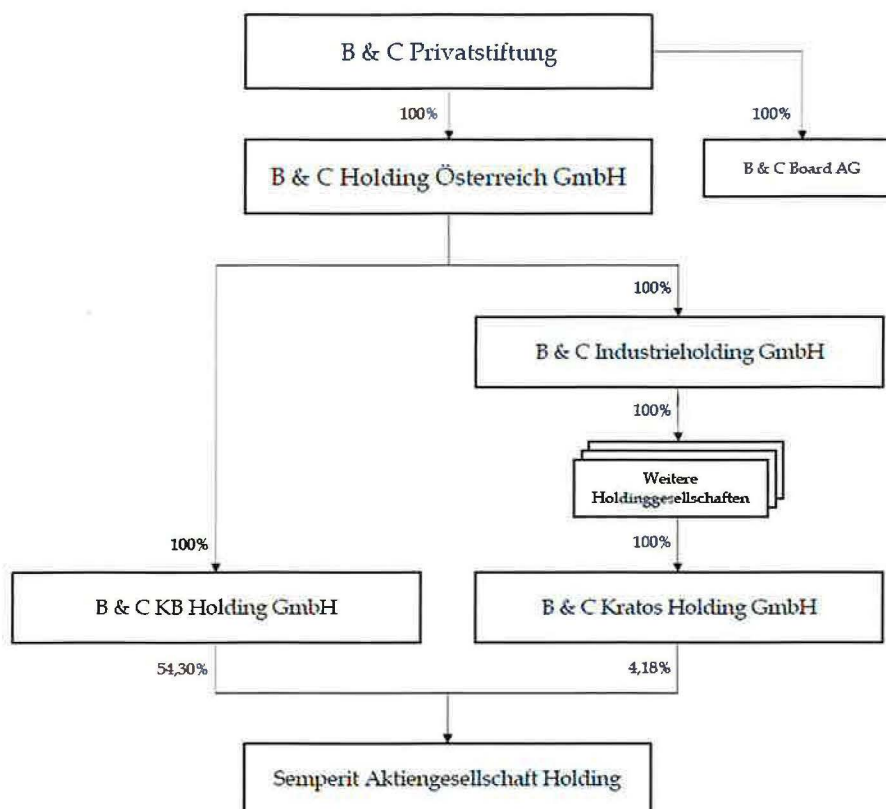 B & C Privatstiftung
100%
100%
B & C Holding Österreich GmbH
B & C Board AG
100%
B & C Industrieholding GmbH
100%
Weitere
Holdinggesellschaften
100%
100%
B & C KB Holding GmbH
B & C Kratos Holding GmbH
54,30%
4,18%
Semperit Aktiengesellschaft Holding